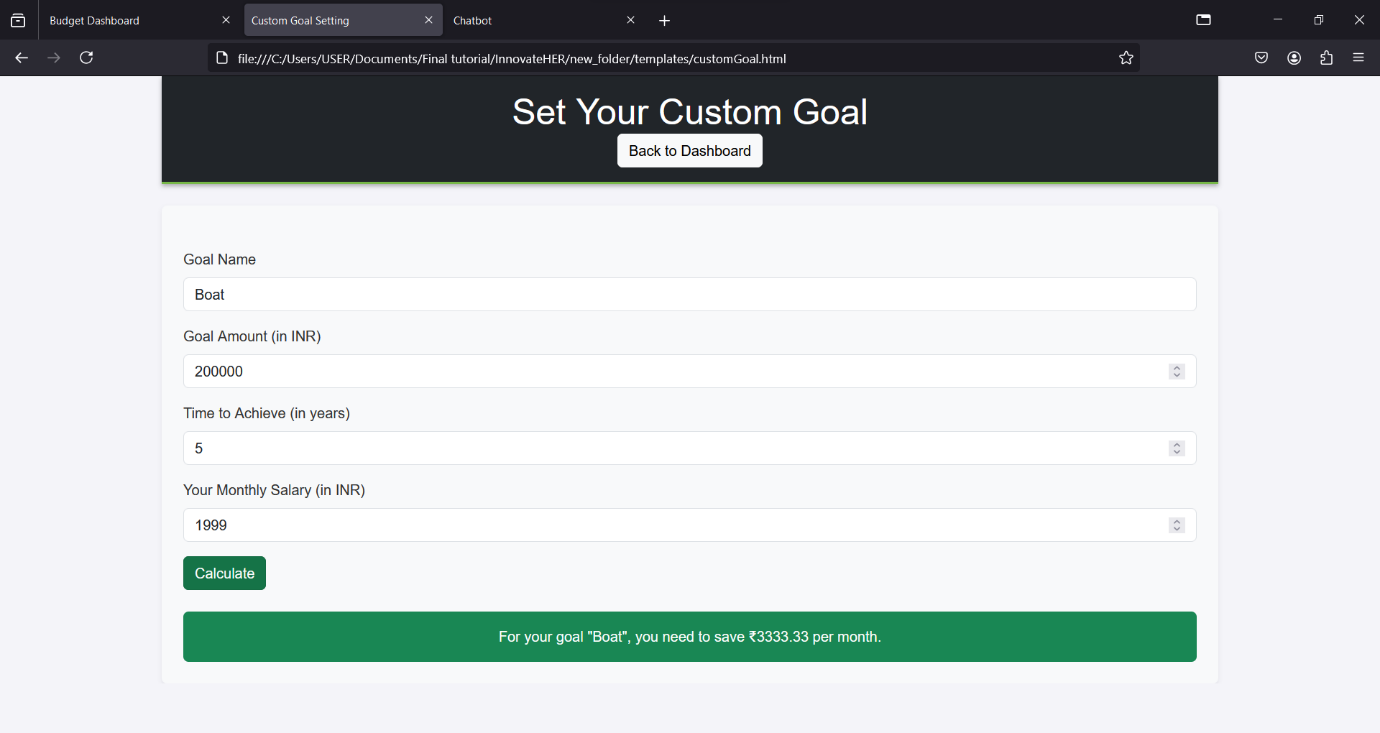 Budget Dashboard
Custom Goal Setting
Chatbot
file:///C:/Users/USER/Documents/Final tutorial/InnovateHER/new_folder/templates/customGoal.html
Set Your Custom Goal
Back to Dashboard
Goal Name
Boat
Goal Amount (in INR)
200000
Time to Achieve (in years)
5
Your Monthly Salary (in INR)
1999
Calculate
For your goal "Boat", you need to save ₹3333.33 per month.